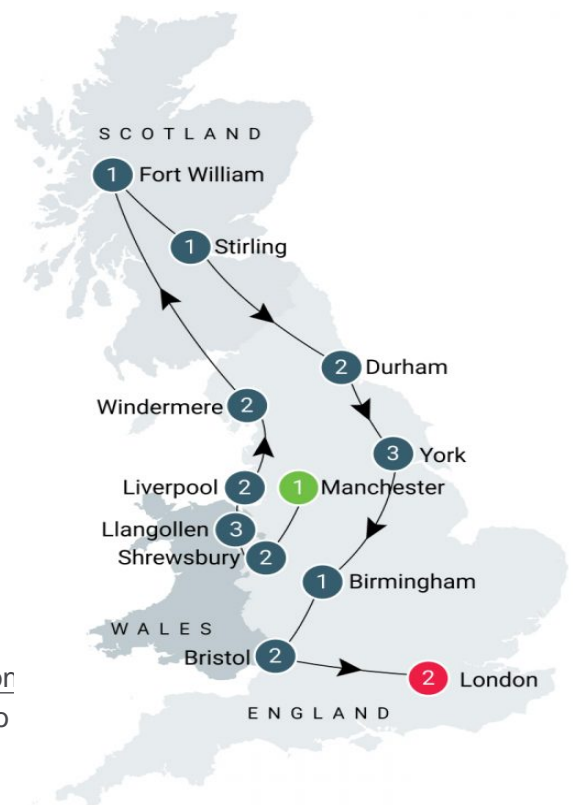 SCOTLAND
1 Fort William
1 Stirling
2 Durham
Windermere 2
3 York
Liverpool 2
1 Manchester
Llangollen 3
Shrewsbury 2
1 Birmingham
WALES
Bristol 2
2 London
ENGLAND